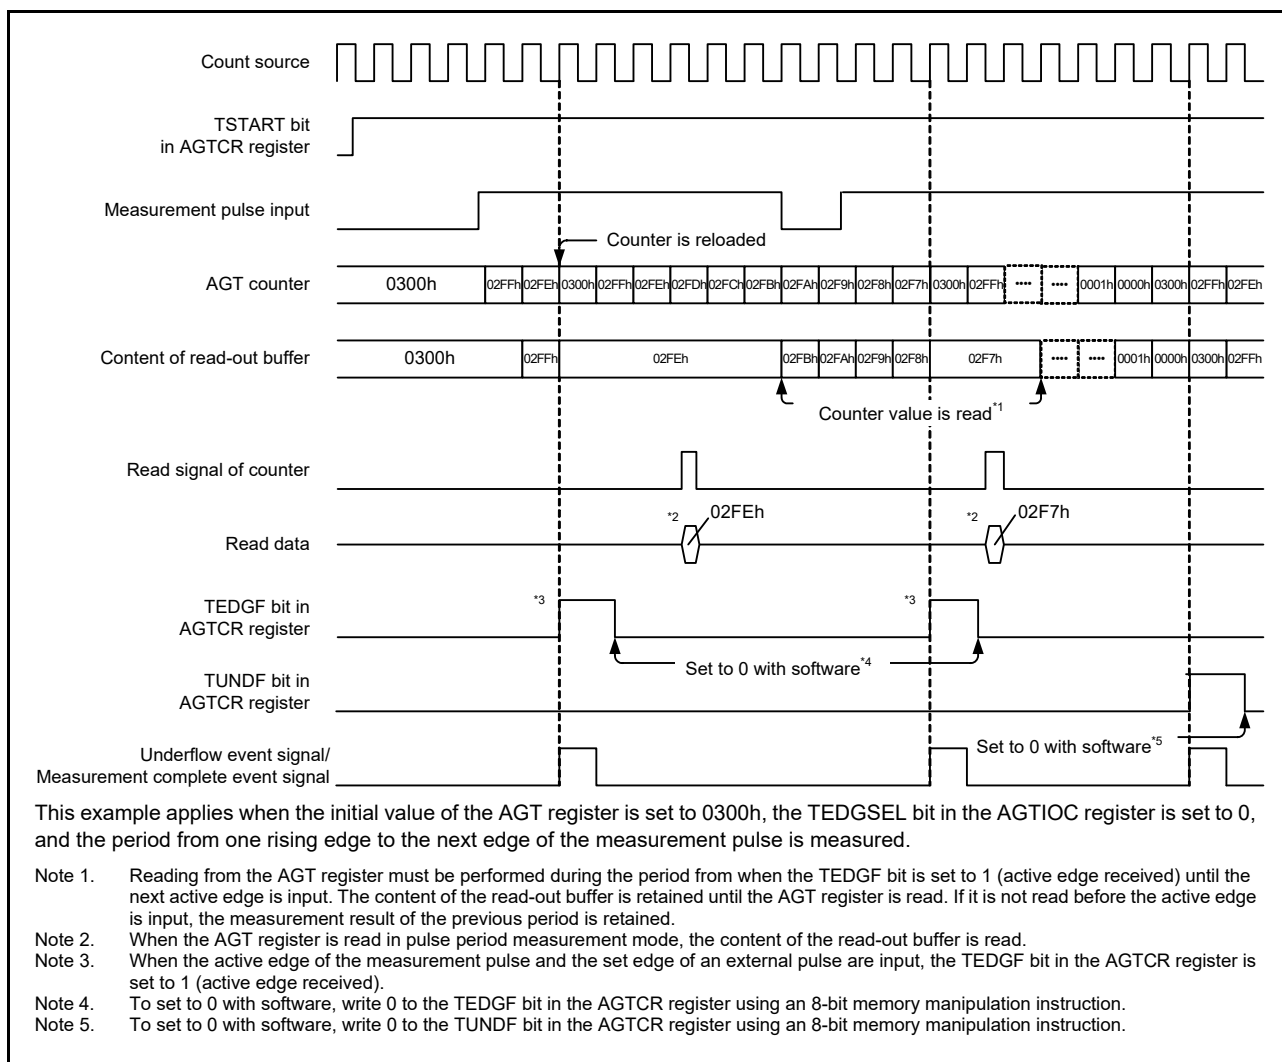 Count source
TSTART bit
in AGTCR register
Measurement pulse input
Counter is reloaded
AGT counter
0300h 02FFh 02FEh 0300h 02FFh 02FEh 02FDh 02FCh 02FBh 02FAh 02F9h 02F8h 02F7h 0300h 02FFh •••• •••• 0001h 0000h 0300h 02FFh 02FEh
Content of read-out buffer
0300h 02FFh 02FEh 02FBh 02FAh 02F9h 02F8h 02F7h •••• •••• 0001h 0000h 0300h 02FFh
Counter value is read*1
Read signal of counter
*2 02FEh *2 02F7h
Read data
*3 *3
TEDGF bit in
AGTCR register
Set to 0 with software*4
TUNDF bit in
AGTCR register
Set to 0 with software*5
Underflow event signal/
Measurement complete event signal
This example applies when the initial value of the AGT register is set to 0300h, the TEDGSEL bit in the AGTIOC register is set to 0,
and the period from one rising edge to the next edge of the measurement pulse is measured.
Note 1. Reading from the AGT register must be performed during the period from when the TEDGF bit is set to 1 (active edge received) until the
next active edge is input. The content of the read-out buffer is retained until the AGT register is read. If it is not read before the active edge
is input, the measurement result of the previous period is retained.
Note 2. When the AGT register is read in pulse period measurement mode, the content of the read-out buffer is read.
Note 3. When the active edge of the measurement pulse and the set edge of an external pulse are input, the TEDGF bit in the AGTCR register is
set to 1 (active edge received).
Note 4. To set to 0 with software, write 0 to the TEDGF bit in the AGTCR register using an 8-bit memory manipulation instruction.
Note 5. To set to 0 with software, write 0 to the TUNDF bit in the AGTCR register using an 8-bit memory manipulation instruction.